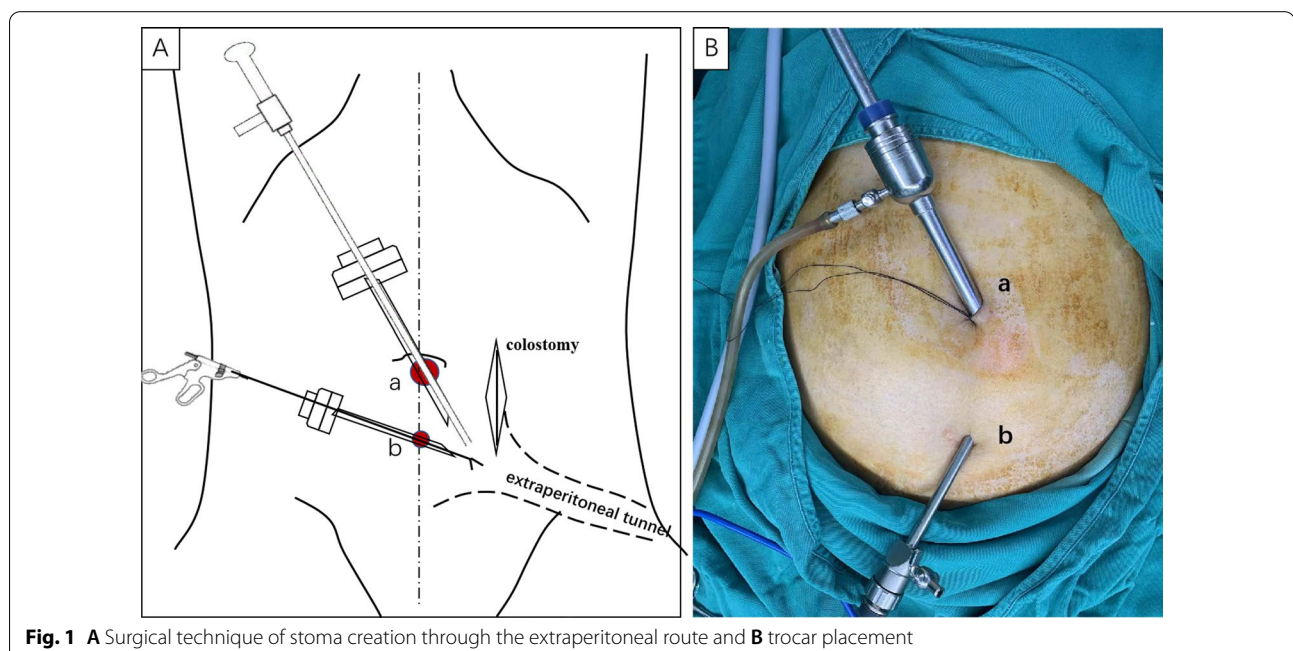 A
B
colostomy
a
b
extraperitoneal tunnel
a
b
Fig. 1 A Surgical technique of stoma creation through the extraperitoneal route and B trocar placement